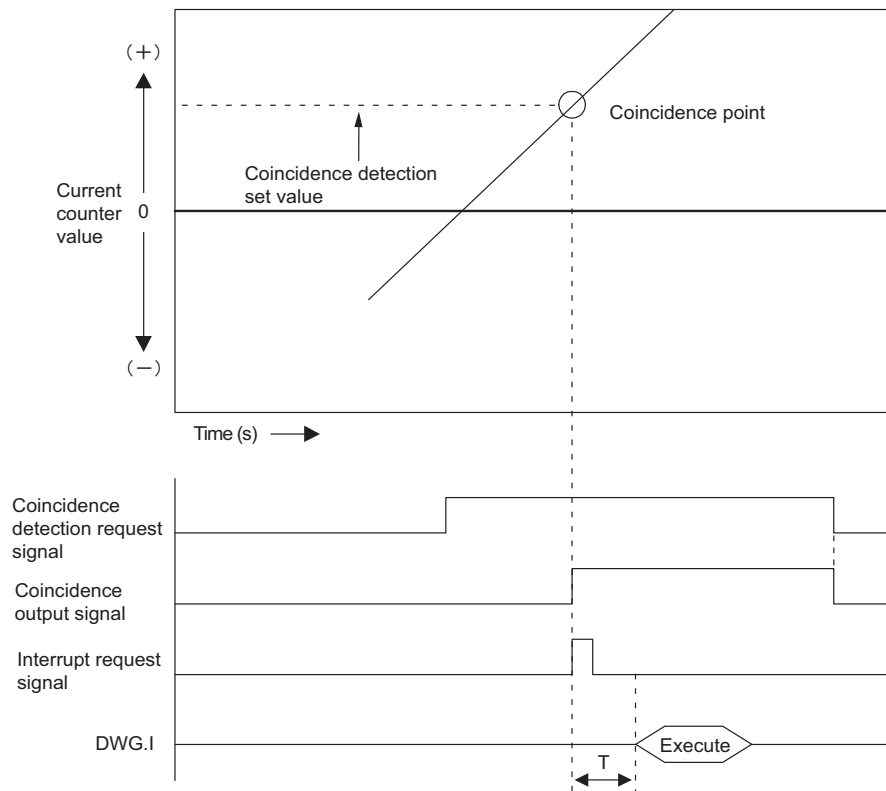 (+)
Coincidence point
Coincidence detection
set value
Current
counter
value
0
(−)
Time (s)
Coincidence
detection request
signal
Coincidence
output signal
Interrupt request
signal
DWG.I
Execute
T